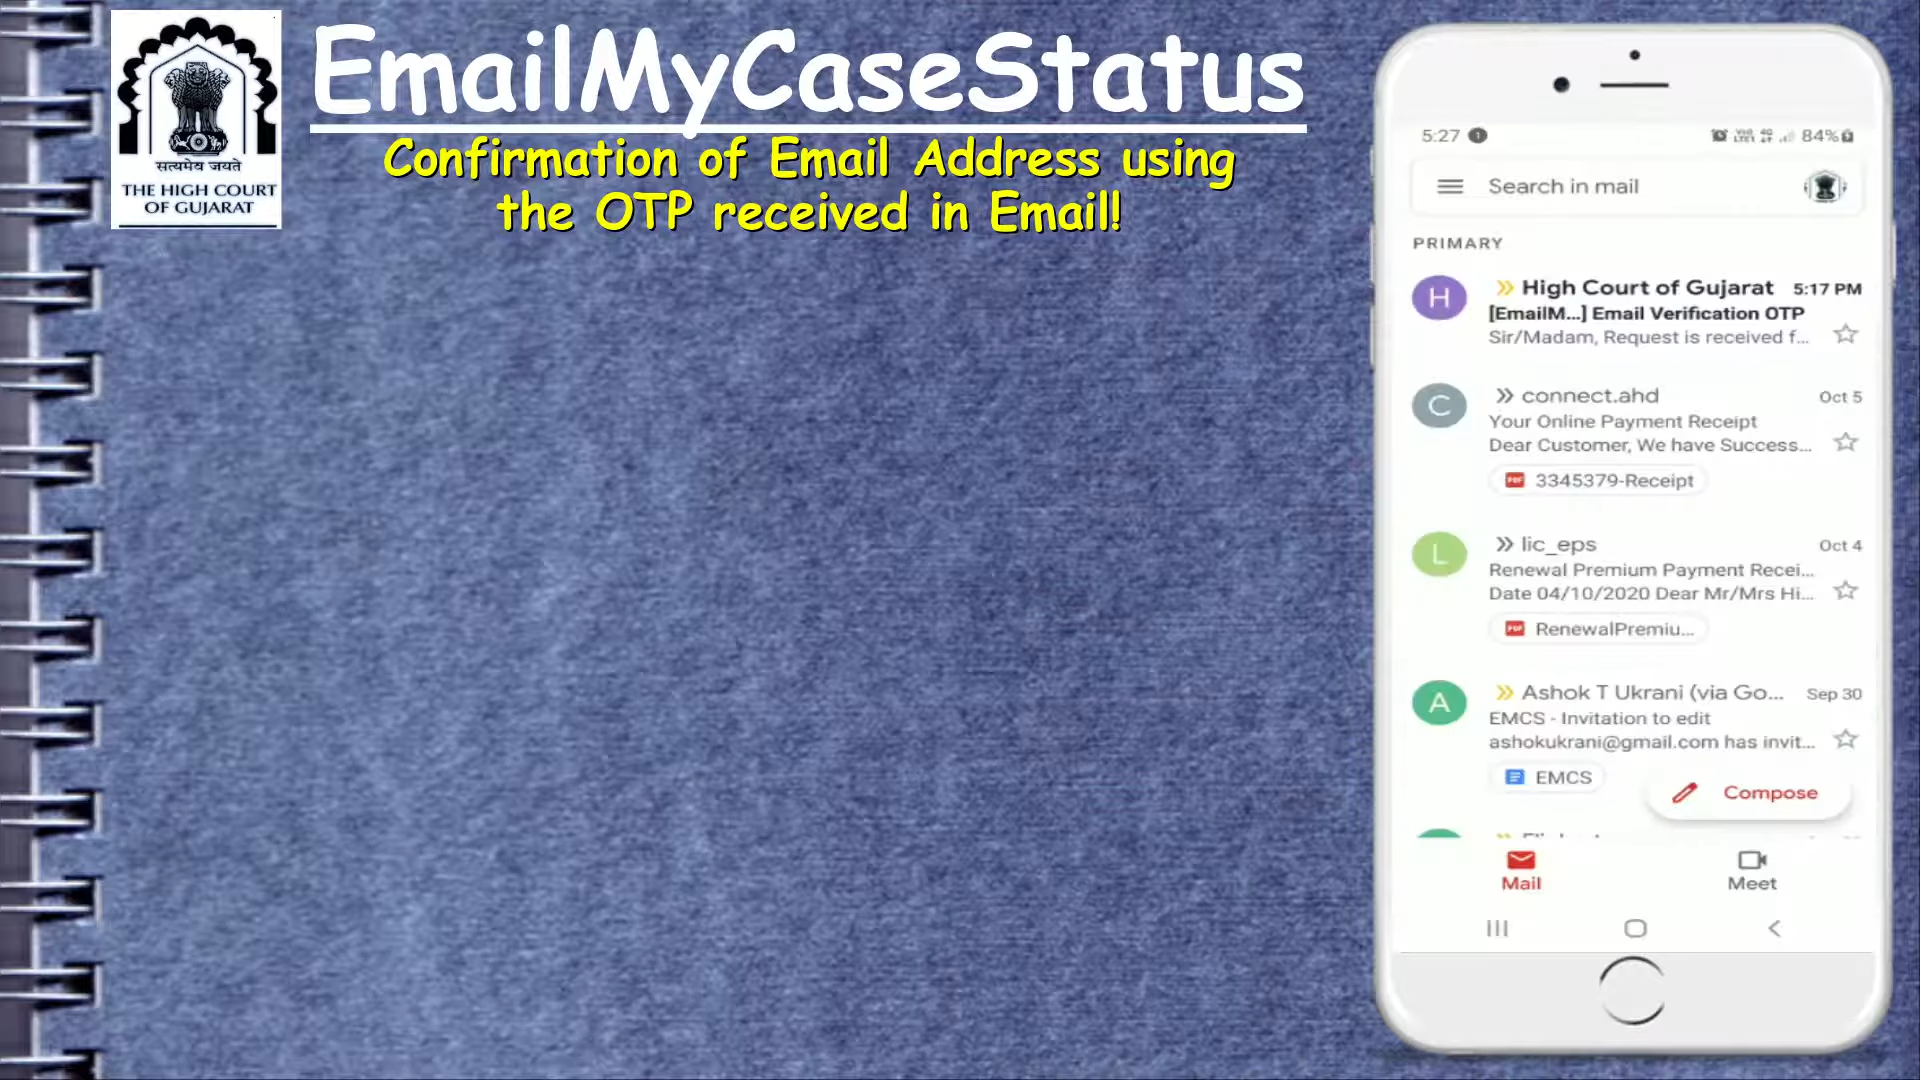 सत्यमेव जयते
THE HIGH COURT
OF GUJARAT
EmailMyCaseStatus
Confirmation of Email Address using
the OTP received in Email!
5:27
84%
Search in mail
PRIMARY
H
High Court of Gujarat 5:17 PM
[EmailM...] Email Verification OTP
Sir/Madam, Request is received f...
C
connect.ahd Oct 5
Your Online Payment Receipt
Dear Customer, We have Success...
PDF 3345379-Receipt
L
lic_eps Oct 4
Renewal Premium Payment Recei...
Date 04/10/2020 Dear Mr/Mrs Hi...
PDF RenewalPremiu...
A
Ashok T Ukrani (via Go... Sep 30
EMCS - Invitation to edit
ashokukrani@gmail.com has invit...
EMCS
Compose
Mail
Meet